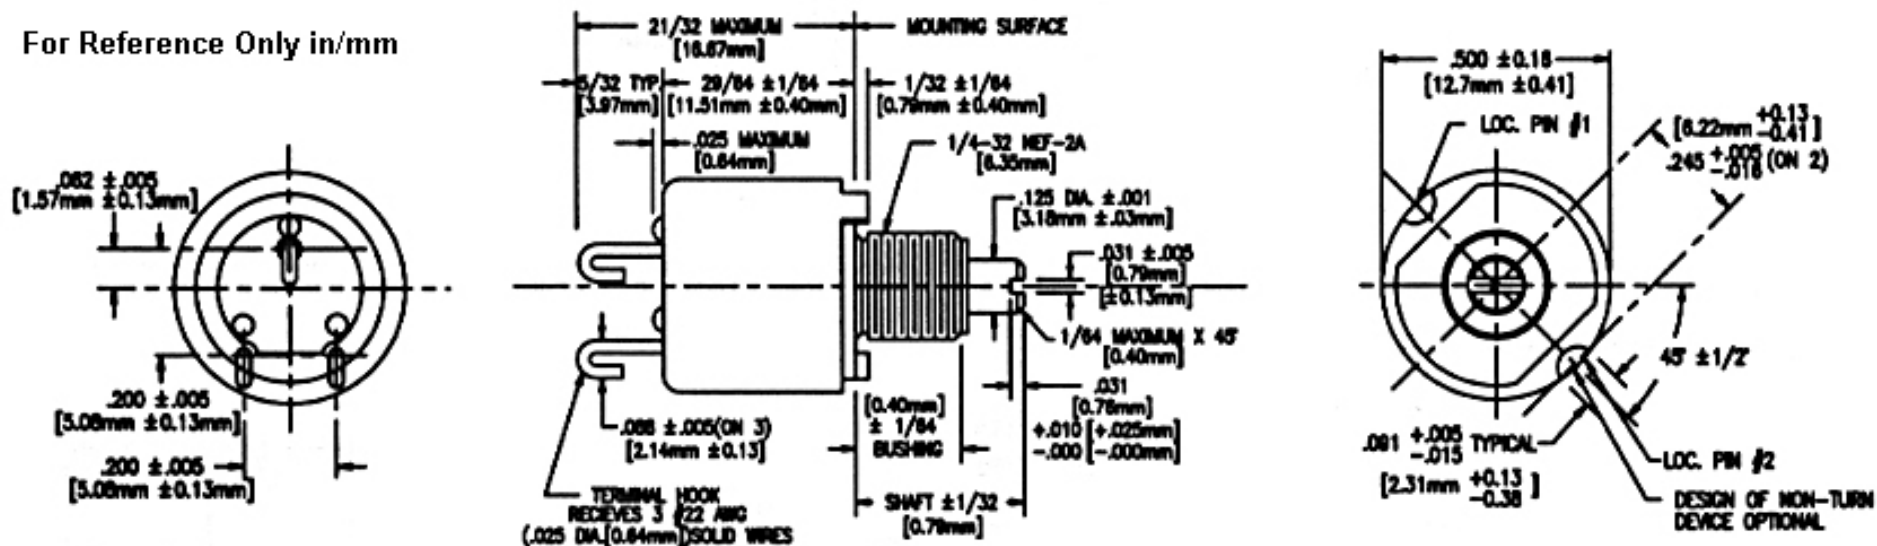 For Reference Only in/mm
.062 ±.005
[1.57mm ±0.13mm]
.200 ±.005
[5.08mm ±0.13mm]
.200 ±.005
[5.08mm ±0.13mm]
21/32 MAXIMUM
[16.67mm]
MOUNTING SURFACE
5/32 TYP.
[3.97mm]
29/64 ±1/64
[11.51mm ±0.40mm]
1/32 ±1/64
[0.79mm ±0.40mm]
.025 MAXIMUM
[0.64mm]
1/4-32 NEF-2A
[6.35mm]
.125 DIA. ±.001
[3.18mm ±.03mm]
.031 ±.005
[0.79mm]
[±0.13mm]
1/64 MAXIMUM X 45°
[0.40mm]
.031
[0.78mm]
+.010 [+.025mm]
-.000 [-.000mm]
[0.40mm]
± 1/64
BUSHING
(ON 3)
[2.14mm ±0.13]
TERMINAL HOOK
RECIEVES 3 #22 AWG
(.025 DIA.[0.64mm])SOLID WIRES
SHAFT ±1/32
[0.79mm]
.500 ±0.16
[12.7mm ±0.41]
LOC. PIN #1
[6.22mm +0.13 -0.41]
.245 +.005 -.016 (ON 2)
45° ±1/2°
.091 +.005 -.015 TYPICAL
[2.31mm +0.13 -0.38]
LOC. PIN #2
DESIGN OF NON-TURN
DEVICE OPTIONAL